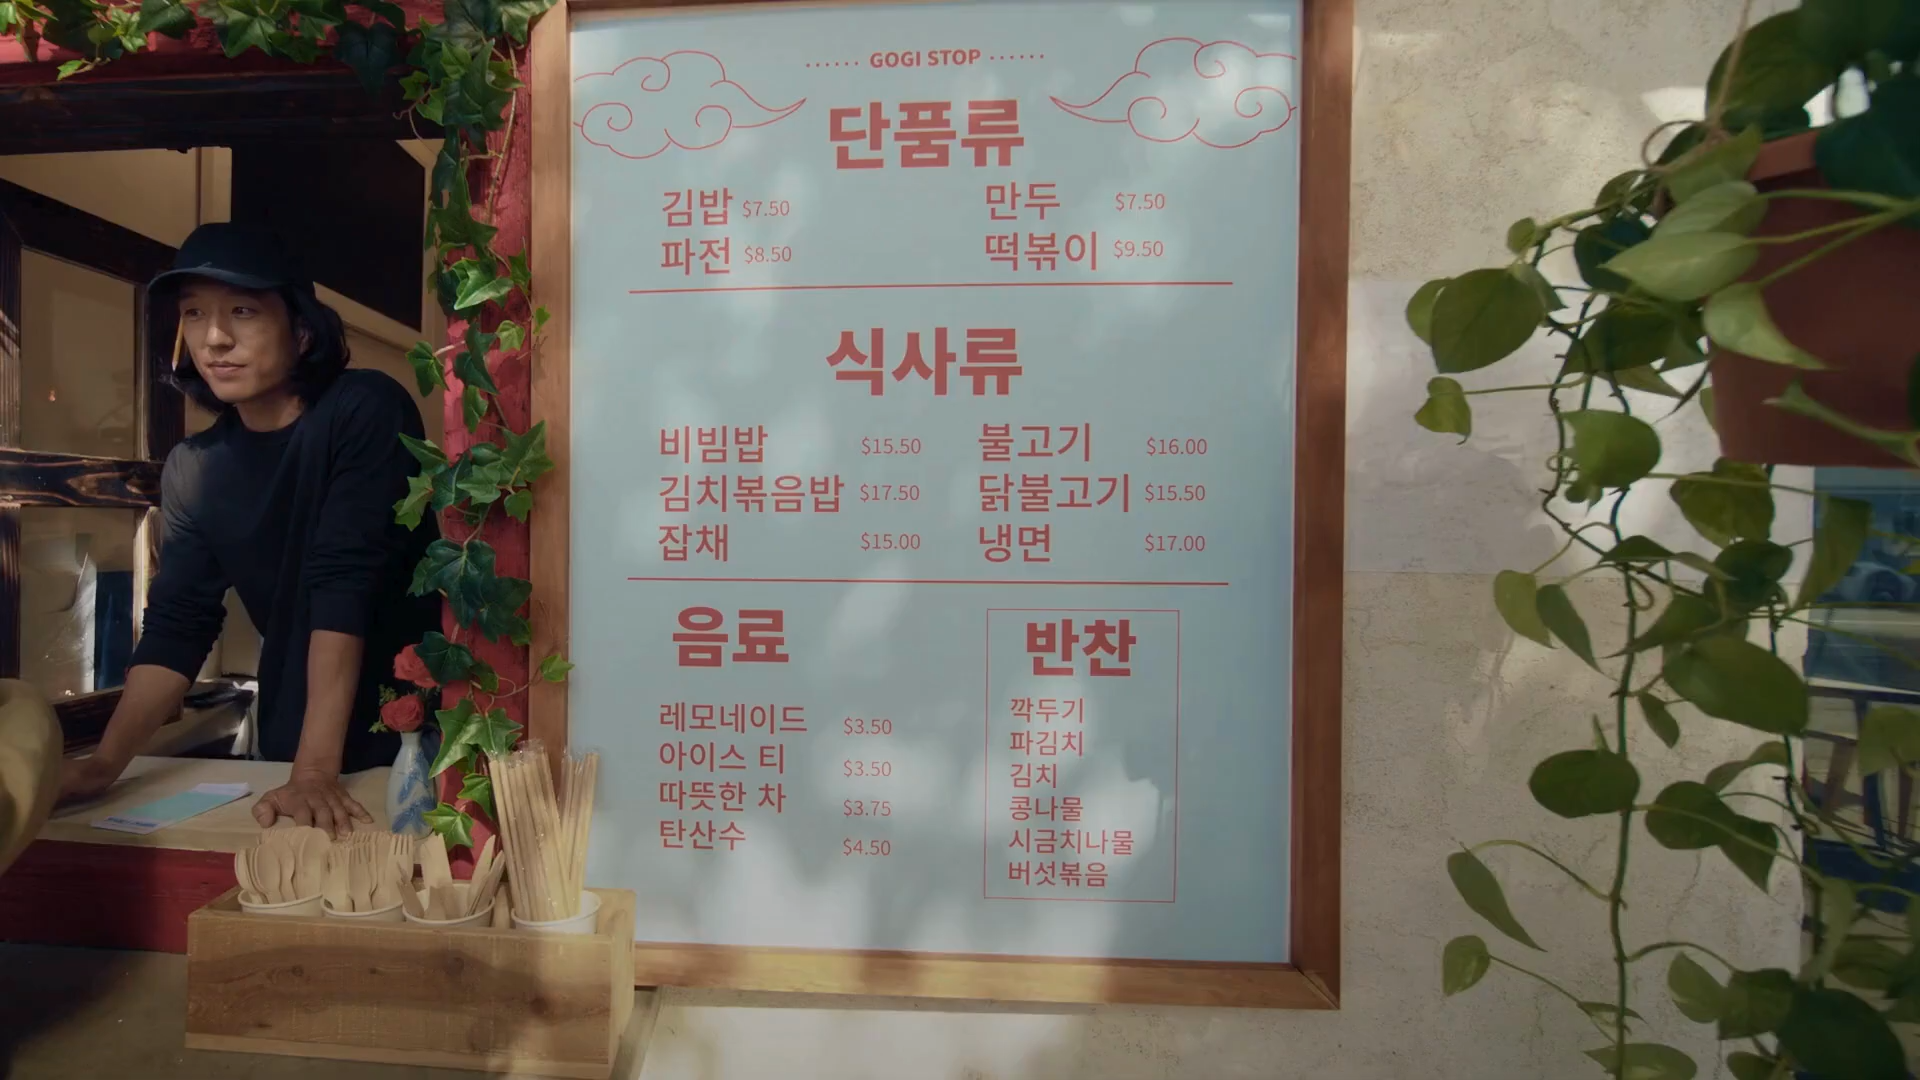 GOGI STOP
단품류
김밥 $7.50 만두 $7.50
파전 $8.50 떡볶이 $9.50
식사류
비빔밥 $15.50 불고기 $16.00
김치볶음밥 $17.50 닭불고기 $15.50
잡채 $15.00 냉면 $17.00
음료
레모네이드 $3.50
아이스 티 $3.50
따뜻한 차 $3.75
탄산수 $4.50
반찬
깍두기
파김치
김치
콩나물
시금치나물
버섯볶음